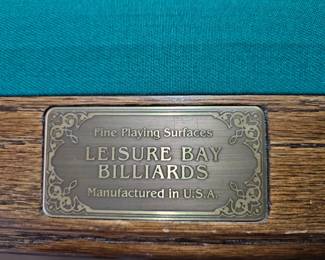 Fine Playing Surfaces
LEISURE BAY
BILLIARDS
Manufactured in U.S.A.